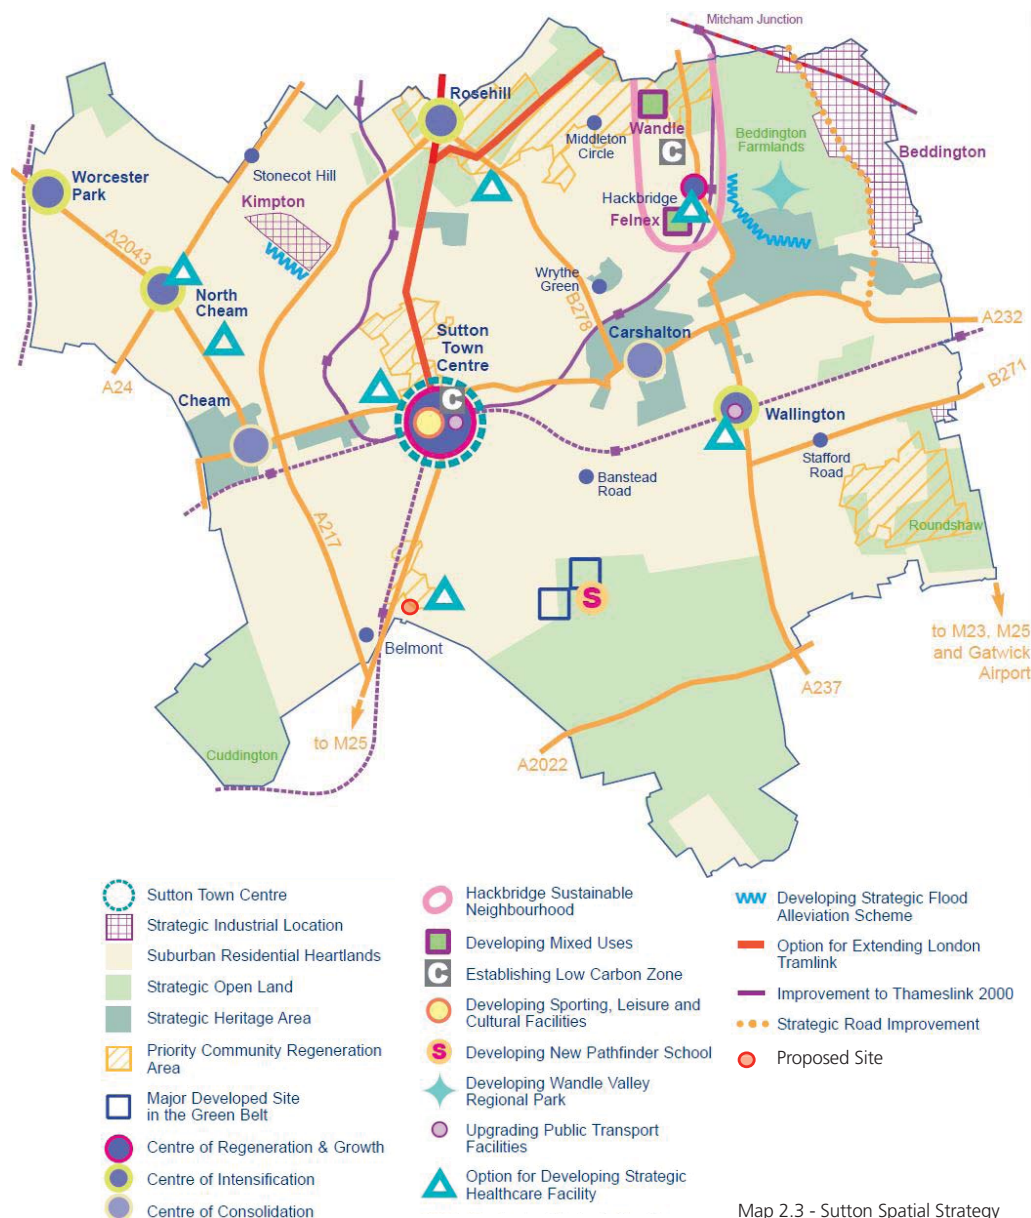 Mitcham Junction
Rosehill
Wandle
C
Middleton
Circle
Beddington
Farmlands
Beddington
Stonecot Hill
Worcester
Park
Kimpton
Hackbridge
Felnex
A2043
North
Cheam
Wrythe
Green
B278
Carshalton
A232
Sutton
Town
Centre
A24
B271
Cheam
C
Wallington
Stafford
Road
Banstead
Road
A217
Roundshaw
S
Belmont
to M23, M25
and Gatwick
Airport
A237
to M25
Cuddington
A2022
Sutton Town Centre
Strategic Industrial Location
Suburban Residential Heartlands
Strategic Open Land
Strategic Heritage Area
Priority Community Regeneration
Area
Major Developed Site
in the Green Belt
Centre of Regeneration & Growth
Centre of Intensification
Centre of Consolidation
Hackbridge Sustainable
Neighbourhood
Developing Mixed Uses
C Establishing Low Carbon Zone
Developing Sporting, Leisure and
Cultural Facilities
S Developing New Pathfinder School
Developing Wandle Valley
Regional Park
Upgrading Public Transport
Facilities
Option for Developing Strategic
Healthcare Facility
Developing Strategic Flood
Alleviation Scheme
Option for Extending London
Tramlink
Improvement to Thameslink 2000
Strategic Road Improvement
Proposed Site
Map 2.3 - Sutton Spatial Strategy